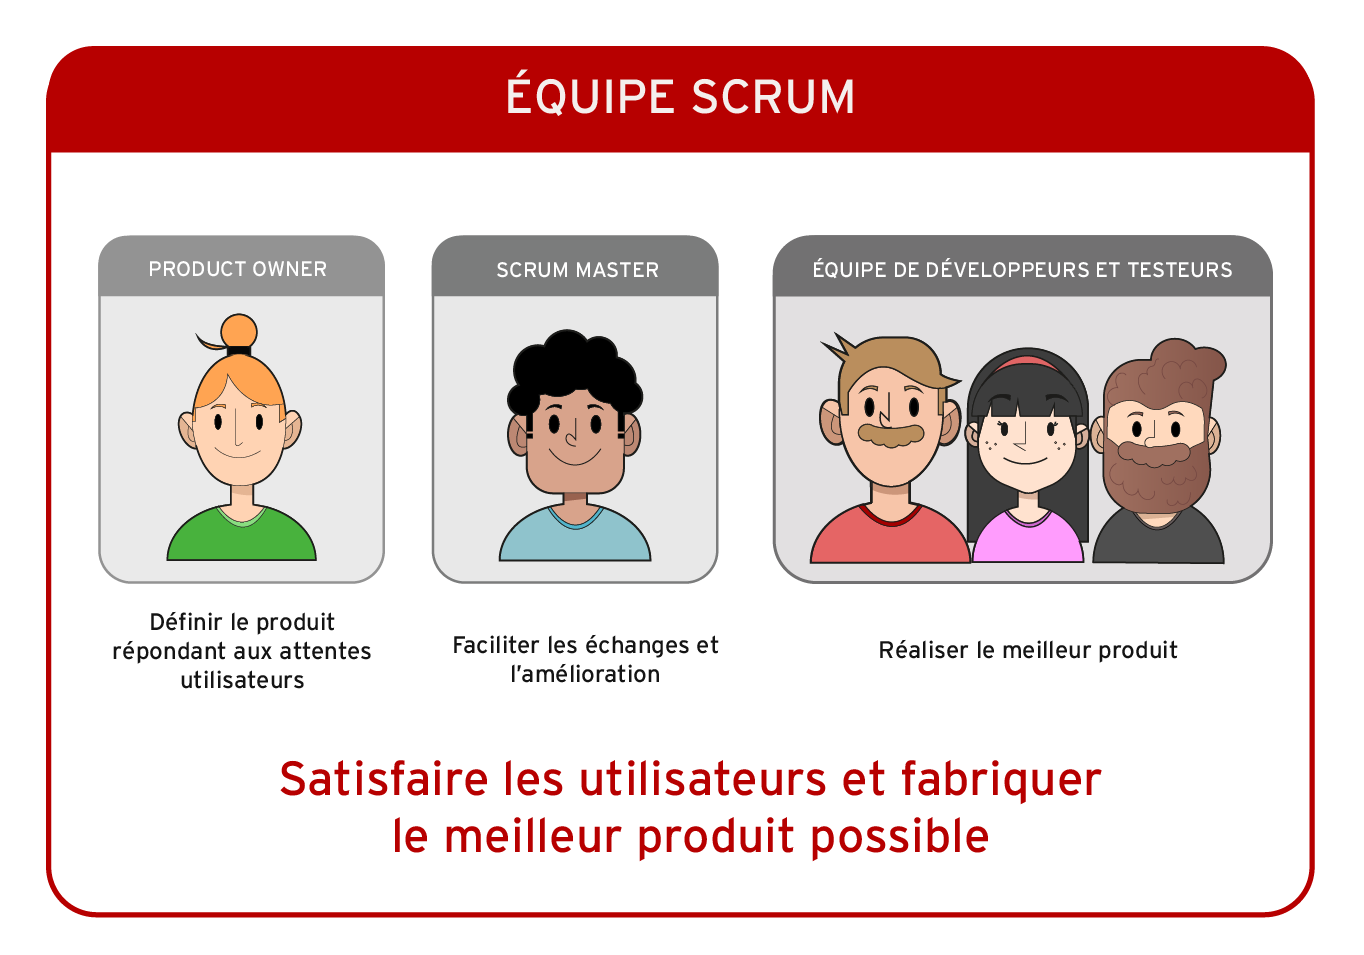 ÉQUIPE SCRUM
PRODUCT OWNER
SCRUM MASTER
ÉQUIPE DE DÉVELOPPEURS ET TESTEURS
Définir le produit
répondant aux attentes
utilisateurs
Faciliter les échanges et
l'amélioration
Réaliser le meilleur produit
Satisfaire les utilisateurs et fabriquer
le meilleur produit possible